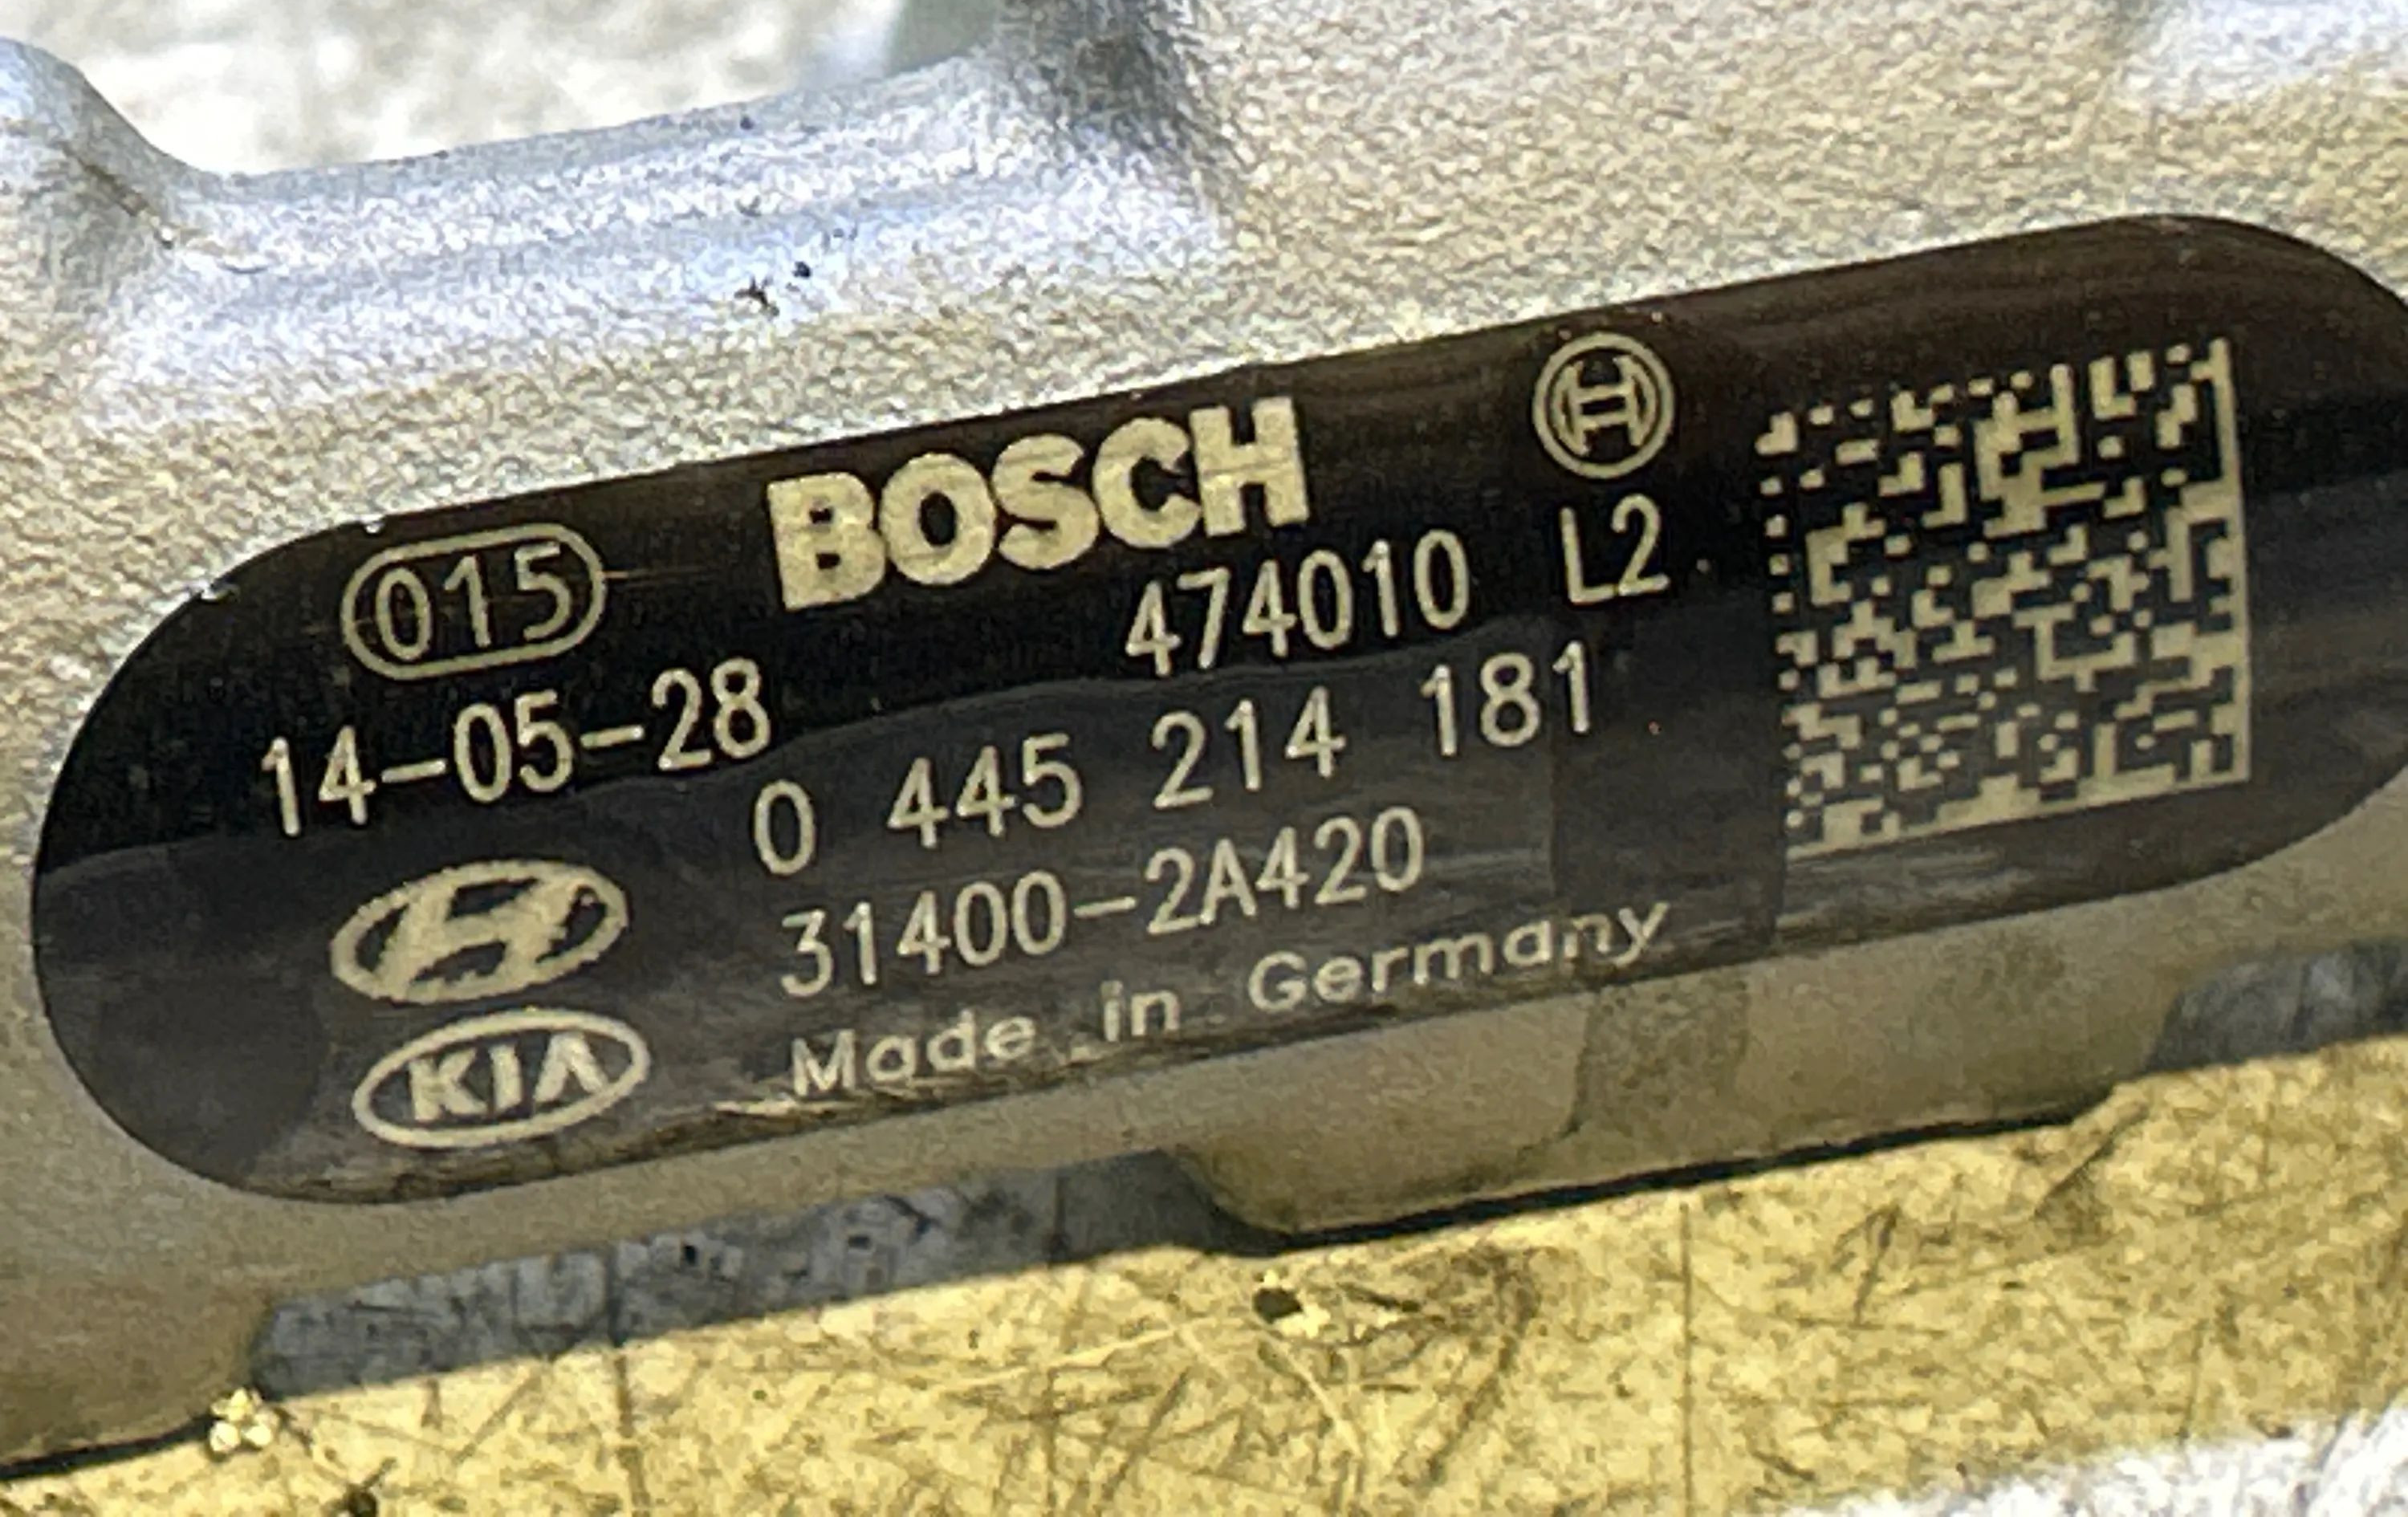 015 BOSCH
474010 L2
14-05-28
0 445 214 181
31400-2A420
KIA
Made in Germany